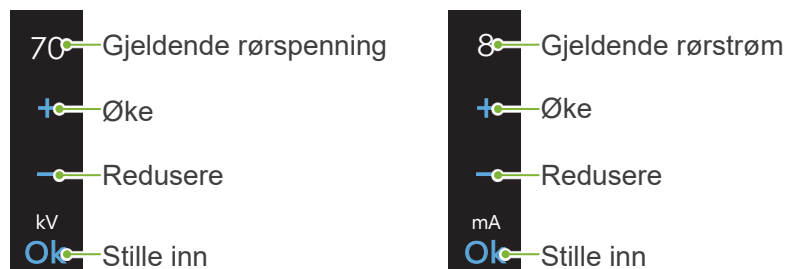 70 Gjeldende rørspenning
+ Øke
− Redusere
kV
Ok Stille inn
8 Gjeldende rørstrøm
+ Øke
− Redusere
mA
Ok Stille inn